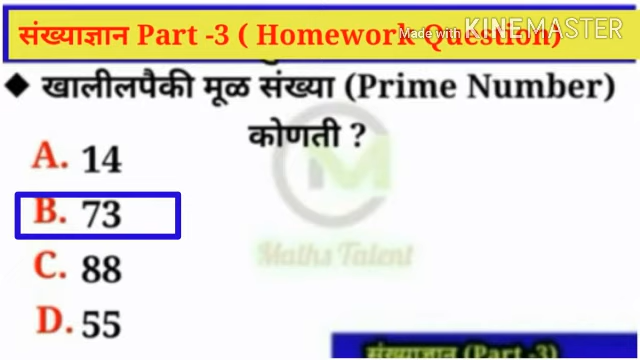 संख्याज्ञान Part -3 ( Homework Question)
Made with KINEMASTER
◆ खालीलपैकी मूळ संख्या (Prime Number)
कोणती ?
A. 14
B. 73
C. 88
D. 55
Maths Talent
संख्याज्ञान (Part -3)